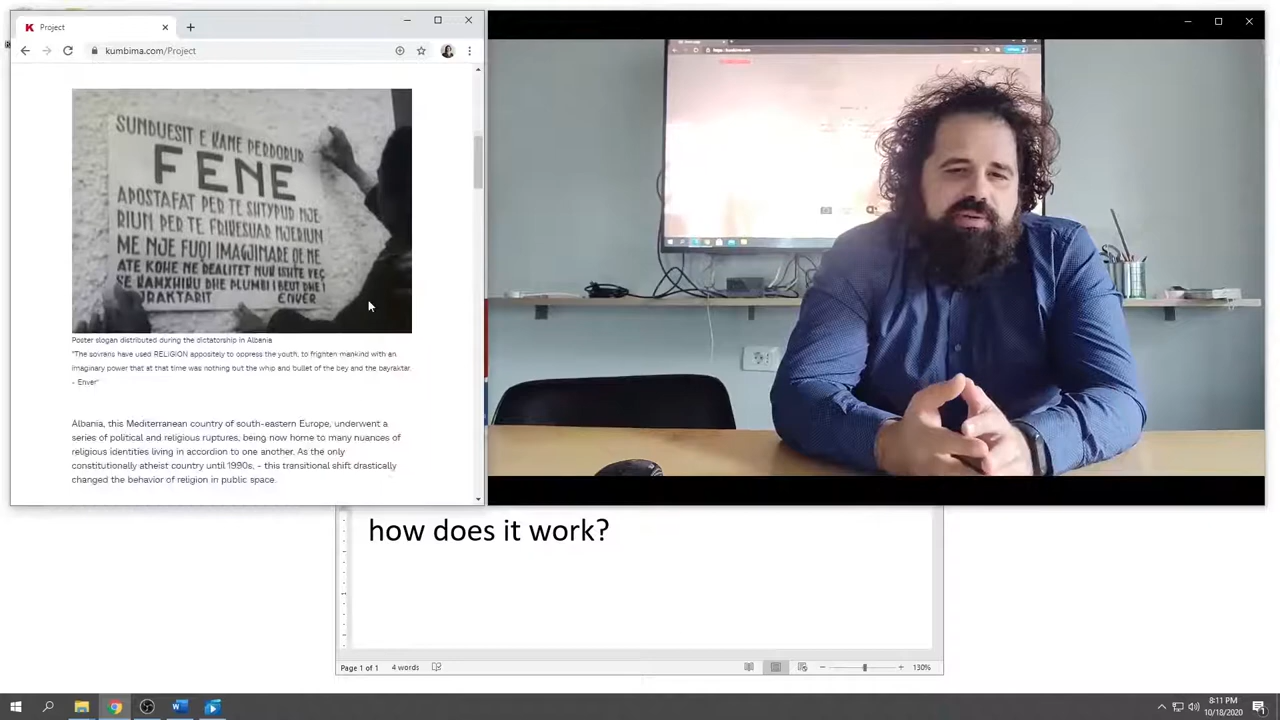 Project
kumbima.com/Project
SUNDUESIT E KANE PERDORUR
FENE
APOSTAFAT PER TE SHTYPUR NJE-
RIUN PER TE FRIKESUAR NJERIUN
ME NJE FUQI IMAGJINARE QE NE
ATE KOHE NE REALITET NUK ISHTE VEÇ
SE KAMXHIKU DHE PLUMBI I BEUT DHE I
JRAKTARIT ENVER
Poster slogan distributed during the dictatorship in Albania
"The sovrans have used RELIGION appositely to oppress the youth, to frighten mankind with an
imaginary power that at that time was nothing but the whip and bullet of the bey and the bayraktar.
- Enver"
Albania, this Mediterranean country of south-eastern Europe, underwent a
series of political and religious ruptures, being now home to many nuances of
religious identities living in accordion to one another. As the only
constitutionally atheist country until 1990s, - this transitional shift drastically
changed the behavior of religion in public space.
how does it work?
Page 1 of 1 4 words 130%
8:11 PM
10/18/2020